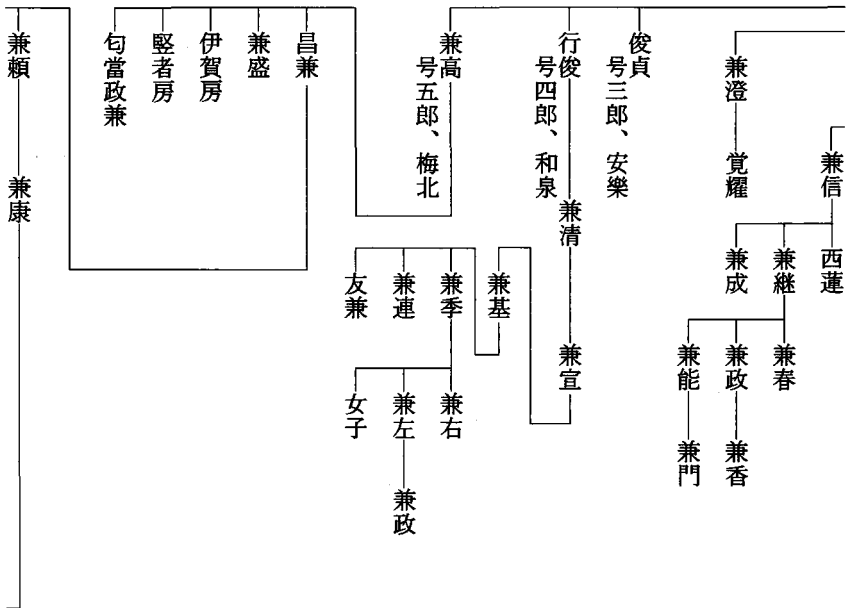 兼澄
覚耀
兼信
西蓮
兼継
兼成
兼春
兼政
兼能
兼香
兼門
俊貞
号三郎、安樂
行俊
号四郎、和泉
兼清
兼宣
兼基
兼季
兼連
友兼
兼右
兼左
女子
兼政
兼高
号五郎、梅北
昌兼
兼盛
伊賀房
竪者房
匂當政兼
兼頼
兼康